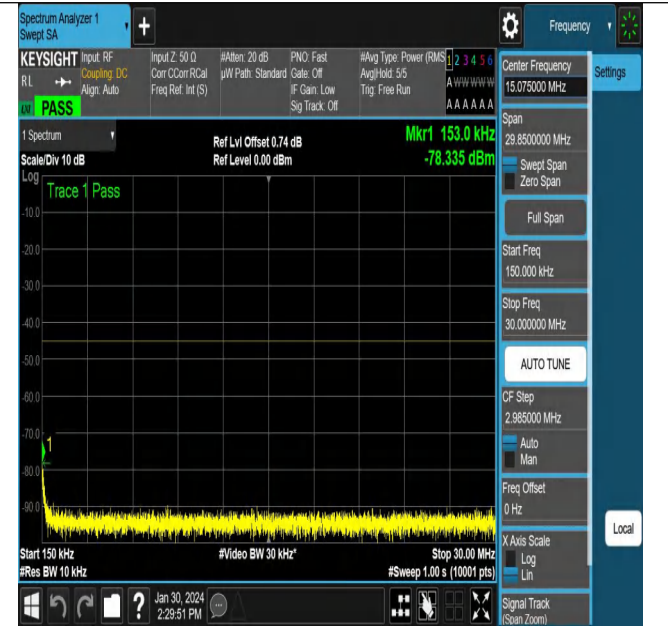 Spectrum Analyzer 1
Swept SA
Frequency
KEYSIGHT
RL
PASS
Input: RF
Coupling: DC
Align: Auto
Input Z: 50 Ω
Corr CCorr RCal
Freq Ref: Int (S)
#Atten: 20 dB
µW Path: Standard
PNO: Fast
Gate: Off
IF Gain: Low
Sig Track: Off
#Avg Type: Power (RMS
Avg|Hold: 5/5
Trig: Free Run
1 2 3 4 5 6
A W W W W W
A A A A A A
1 Spectrum
Scale/Div 10 dB
Ref Lvl Offset 0.74 dB
Ref Level 0.00 dBm
Mkr1 153.0 kHz
-78.335 dBm
Log
Trace 1 Pass
-10.0
-20.0
-30.0
-40.0
-50.0
-60.0
-70.0
-80.0
-90.0
1
Start 150 kHz
#Res BW 10 kHz
#Video BW 30 kHz*
Stop 30.00 MHz
#Sweep 1.00 s (10001 pts)
Jan 30, 2024
2:29:51 PM
?
Center Frequency
15.075000 MHz
Settings
Span
29.8500000 MHz
Swept Span
Zero Span
Full Span
Start Freq
150.000 kHz
Stop Freq
30.000000 MHz
AUTO TUNE
CF Step
2.985000 MHz
Auto
Man
Freq Offset
0 Hz
X Axis Scale
Log
Lin
Local
Signal Track
(Span Zoom)